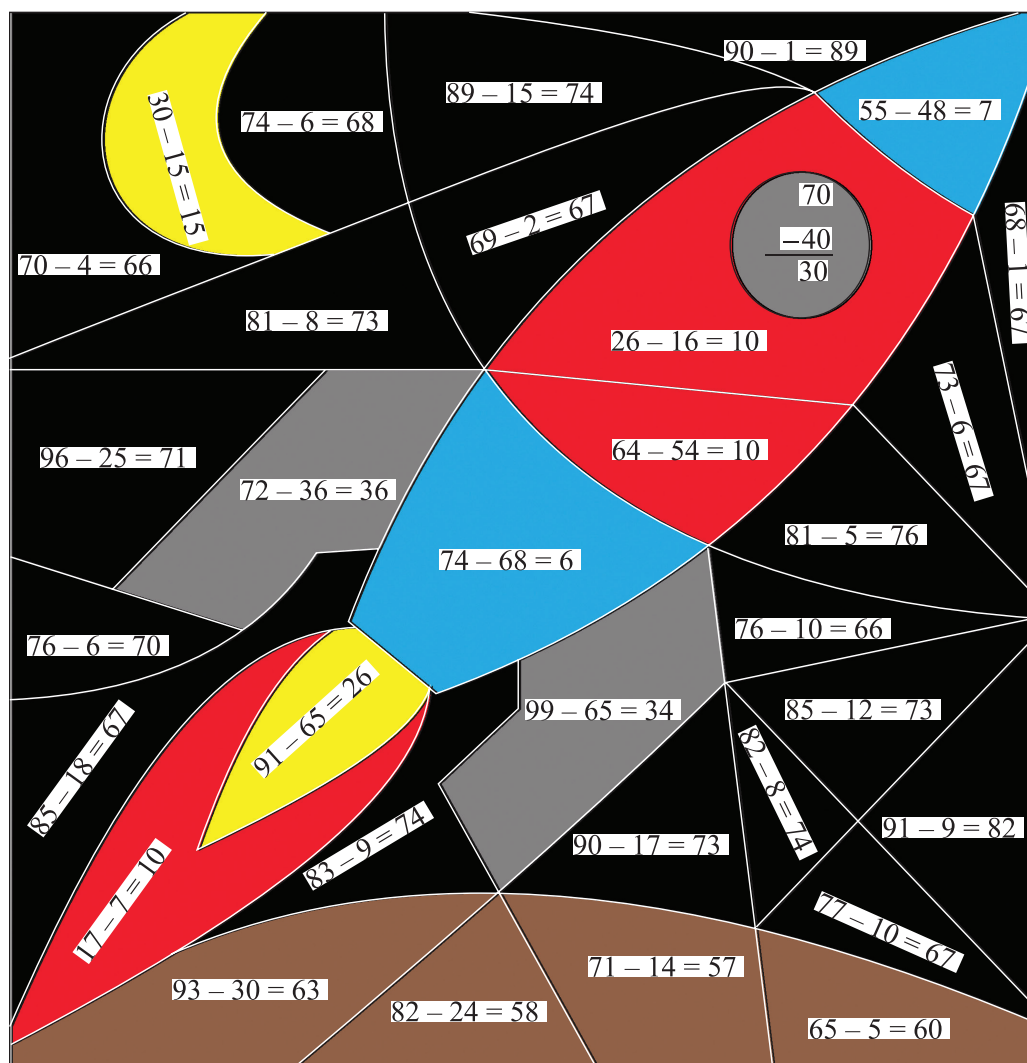 90 – 1 = 89
89 – 15 = 74
55 – 48 = 7
30 – 15 = 15
74 – 6 = 68
70
–40
30
69 – 2 = 67
68 – 1 = 67
70 – 4 = 66
81 – 8 = 73
26 – 16 = 10
73 – 6 = 67
96 – 25 = 71
64 – 54 = 10
72 – 36 = 36
81 – 5 = 76
74 – 68 = 6
76 – 6 = 70
76 – 10 = 66
91 – 65 = 26
99 – 65 = 34
85 – 12 = 73
85 – 18 = 67
82 – 8 = 74
91 – 9 = 82
83 – 9 = 74
90 – 17 = 73
17 – 7 = 10
77 – 10 = 67
71 – 14 = 57
93 – 30 = 63
82 – 24 = 58
65 – 5 = 60